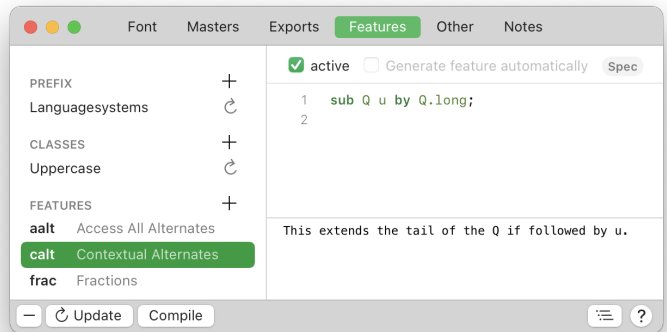 Font Masters Exports Features Other Notes
active Generate feature automatically Spec
PREFIX
Languagesystems
CLASSES
Uppercase
FEATURES
aalt Access All Alternates
calt Contextual Alternates
frac Fractions
1 sub Q u by Q.long;
2
This extends the tail of the Q if followed by u.
Update Compile ?